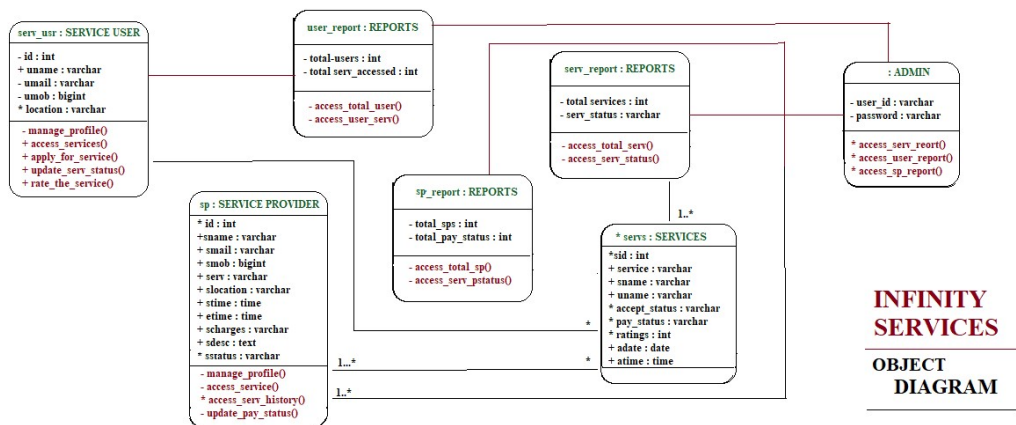 serv_usr : SERVICE USER
- id : int
+ uname : varchar
- umail : varchar
- umob : bigint
* location : varchar
- manage_profile()
+ access_services()
+ apply_for_service()
+ update_serv_status()
+ rate_the_service()
user_report : REPORTS
- total-users : int
- total serv_accessed : int
- access_total_user()
- access_user_serv()
serv_report : REPORTS
- total services : int
- serv_status : varchar
- access_total_serv()
- access_serv_status()
: ADMIN
- user_id : varchar
- password : varchar
* access_serv_reort()
* access_user_report()
* access_sp_report()
sp : SERVICE PROVIDER
* id : int
+sname : varchar
+ smail : varchar
+ smob : bigint
+ serv : varchar
+ slocation : varchar
+ stime : time
+ etime : time
+ scharges : varchar
+ sdesc : text
* sstatus : varchar
- manage_profile()
- access_service()
* access_serv_history()
- update_pay_status()
sp_report : REPORTS
- total_sps : int
- total_pay_status : int
- access_total_sp()
- access_serv_pstatus()
1..*
* servs : SERVICES
*sid : int
+ service : varchar
+ sname : varchar
+ uname : varchar
* accept_status : varchar
* pay_status : varchar
* ratings : int
+ adate : date
+ atime : time
*
1...*
*
1..*
INFINITY
SERVICES
OBJECT
DIAGRAM